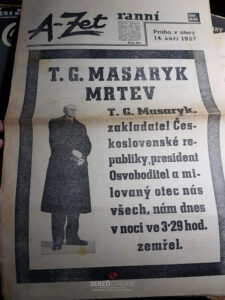 A-Zet ranní
Praha v úterý
14. září 1937
T. G. MASARYK
MRTEV
T. G. Masaryk,
zakladatel Čes-
koslovenské re-
publiky, president
Osvoboditel a mi-
lovaný otec nás
všech, nám dnes
v noci ve 3·29 hod.
zemřel.
SEREDONLINE